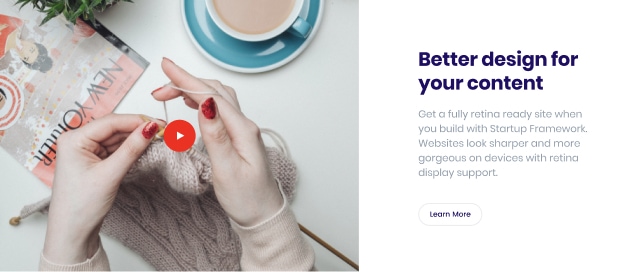 NEW YORKER
Better design for
your content
Get a fully retina ready site when
you build with Startup Framework.
Websites look sharper and more
gorgeous on devices with retina
display support.
Learn More